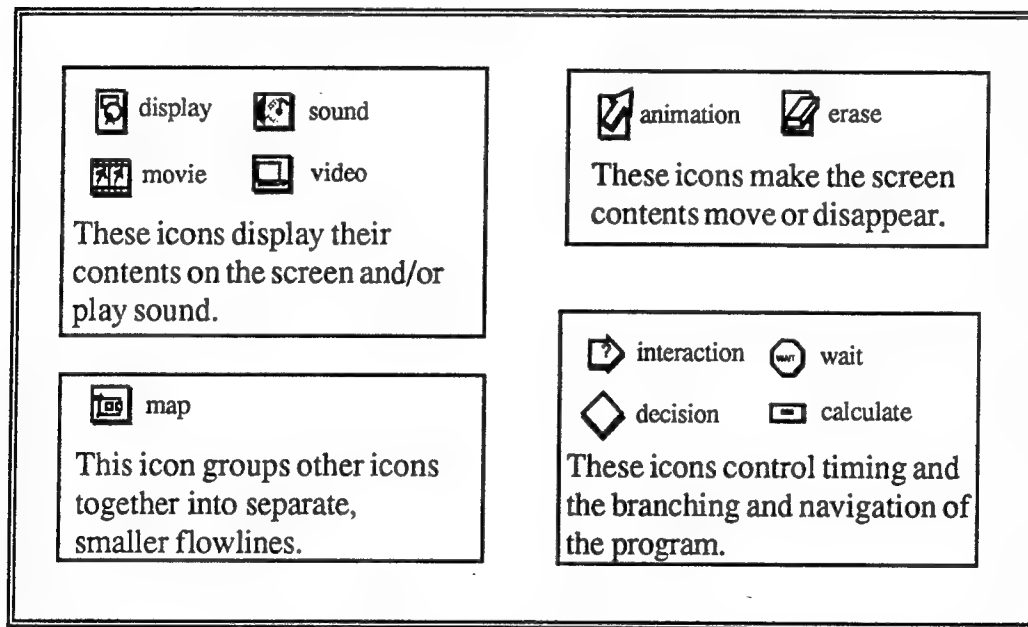 display sound
movie video
These icons display their
contents on the screen and/or
play sound.
map
This icon groups other icons
together into separate,
smaller flowlines.
animation erase
These icons make the screen
contents move or disappear.
? interaction WAIT wait
decision calculate
These icons control timing and
the branching and navigation of
the program.